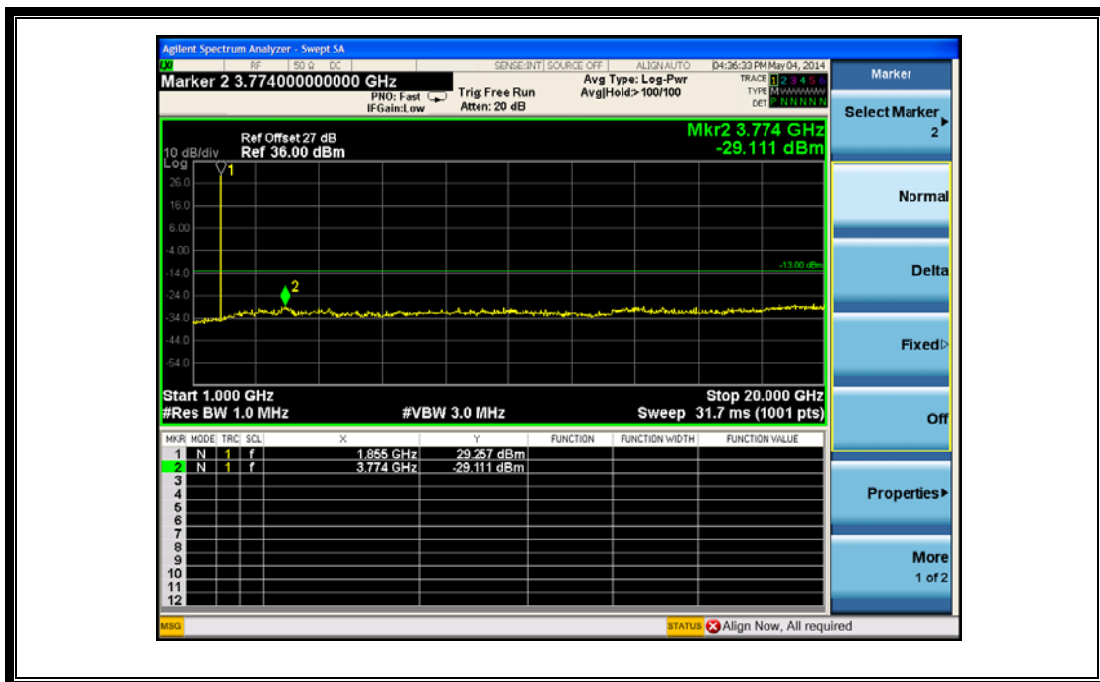 Agilent Spectrum Analyzer - Swept SA
LXI RF 50 Ω DC SENSE:INT SOURCE OFF ALIGN AUTO 04:36:33 PM May 04, 2014
Marker 2 3.774000000000 GHz
PNO: Fast
IFGain:Low
Trig: Free Run
Atten: 20 dB
Avg Type: Log-Pwr
Avg|Hold:> 100/100
TRACE 1 2 3 4 5 6
TYPE MWWWWW
DET P N N N N N
Ref Offset 27 dB
10 dB/div Ref 36.00 dBm
Log
Mkr2 3.774 GHz
-29.111 dBm
1
26.0
16.0
6.00
-4.00
-13.00 dBm
-14.0
2
-24.0
-34.0
-44.0
-54.0
Start 1.000 GHz Stop 20.000 GHz
#Res BW 1.0 MHz #VBW 3.0 MHz Sweep 31.7 ms (1001 pts)
MKR MODE TRC SCL X Y FUNCTION FUNCTION WIDTH FUNCTION VALUE
1 N 1 f 1.855 GHz 29.257 dBm
2 N 1 f 3.774 GHz -29.111 dBm
3
4
5
6
7
8
9
10
11
12
MSG STATUS Align Now, All required
Marker
Select Marker
2
Normal
Delta
Fixed
Off
Properties
More
1 of 2